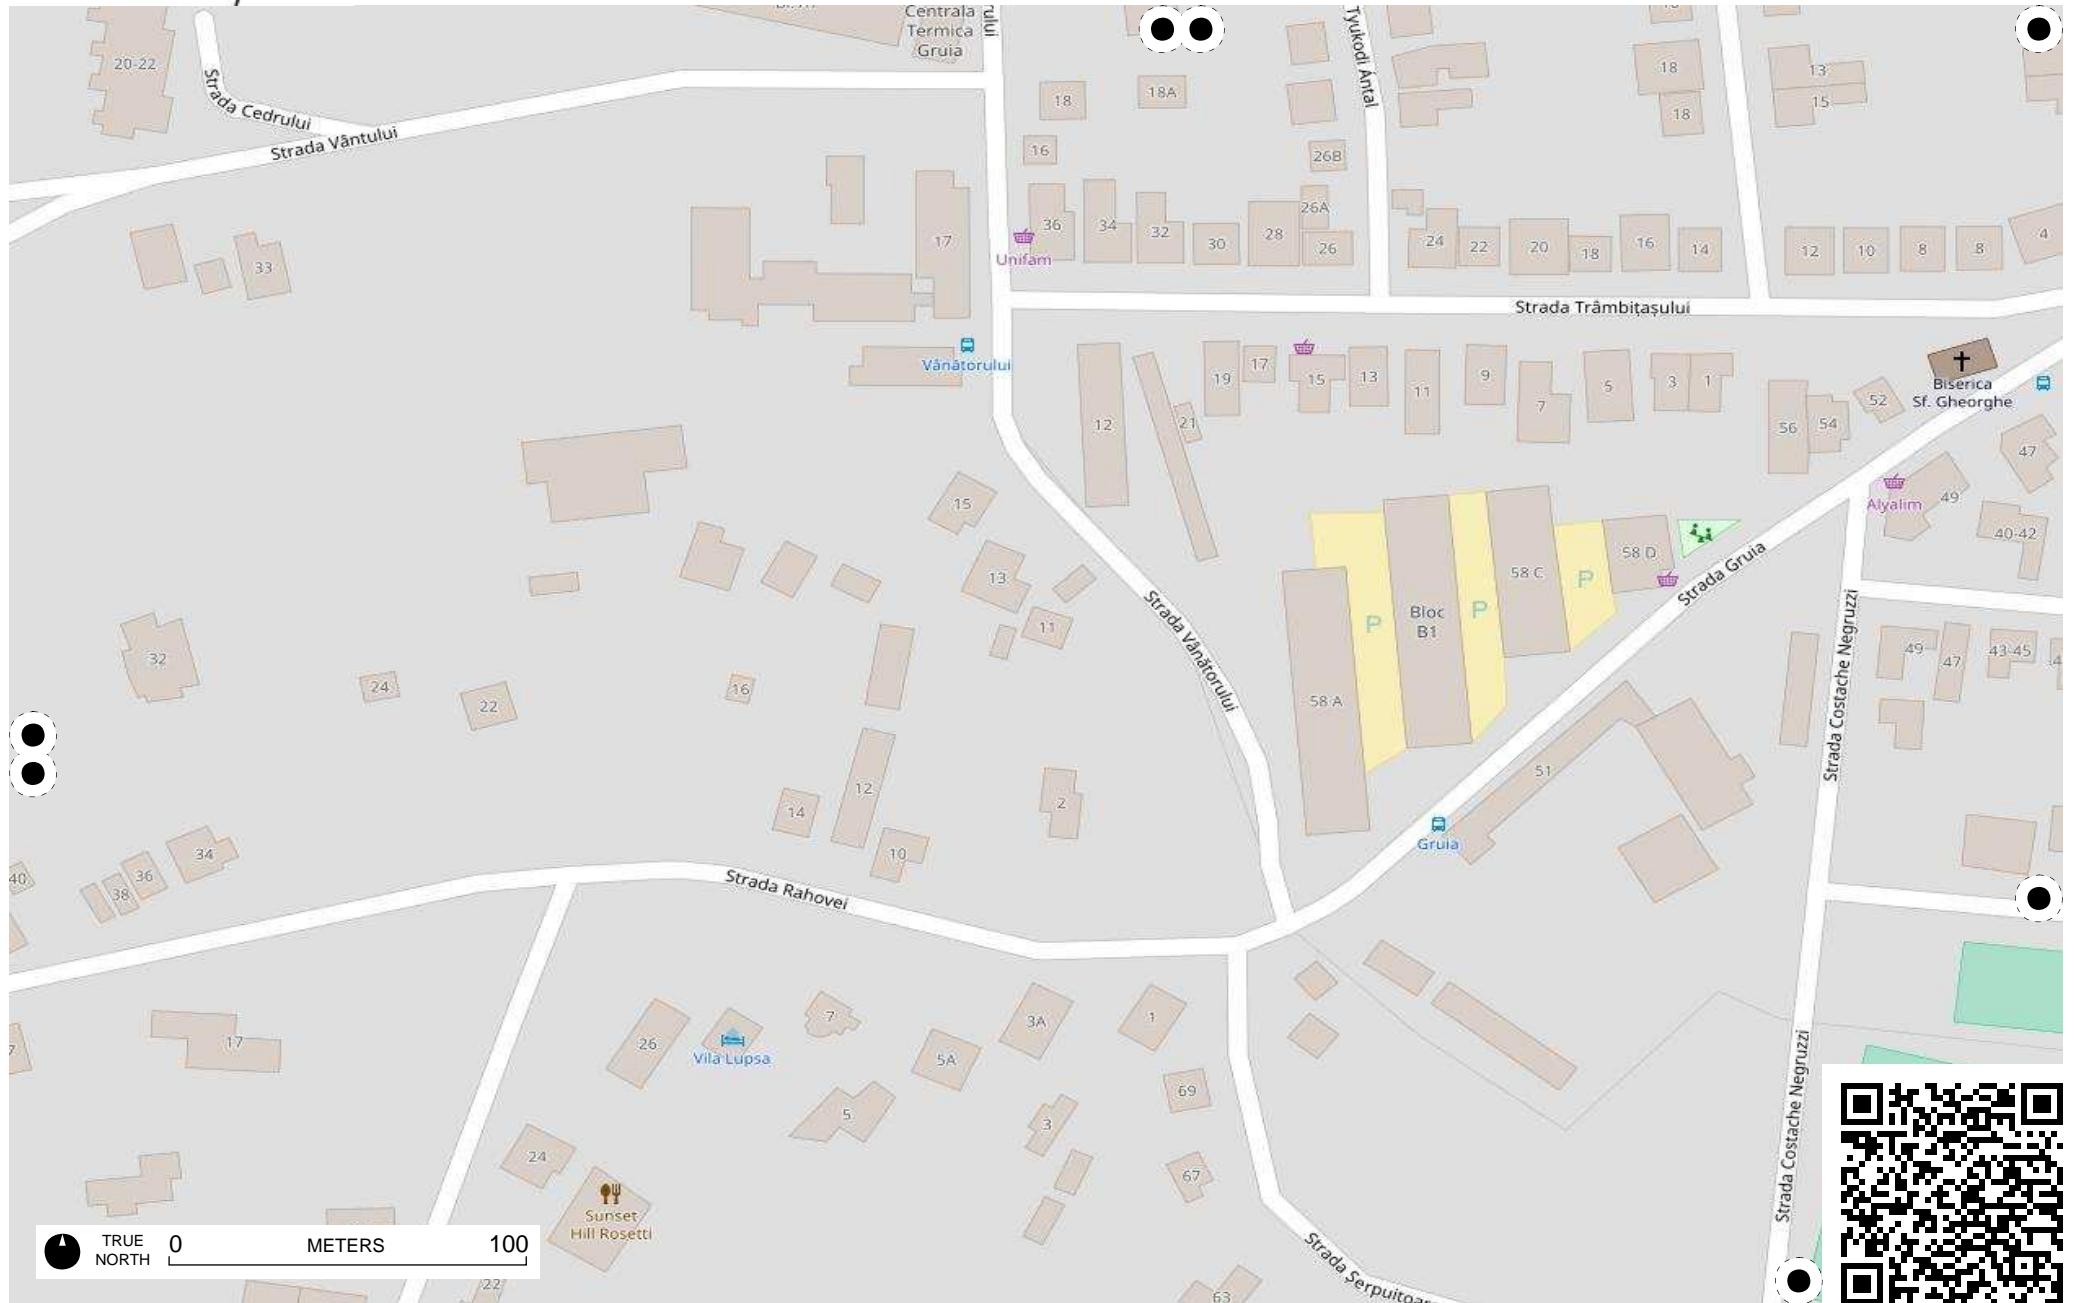 Centrala
Termica
Gruia
Tyukodi Antal
20-22
Strada Cedrului
Strada Vântului
18
18A
18
18
13
15
16
26B
26A
36
34
32
30
28
26
24
22
20
18
16
14
12
10
8
8
4
17
33
Unifam
Strada Trâmbițașului
Vânătorului
19
17
15
13
11
9
7
5
3
1
12
21
56
54
52
Biserica
Sf. Gheorghe
47
49
Alyalim
40-42
15
13
11
58 A
P
Bloc
B1
P
58 C
P
58 D
Strada Gruia
Strada Vânătorului
Strada Costache Negruzzi
49
47
43-45
32
24
22
16
51
14
12
10
2
Gruia
34
36
38
40
Strada Rahovei
17
26
Vila Lupsa
7
5A
3A
1
5
3
69
67
24
Sunset
Hill Rosetti
22
63
Strada Costache Negruzzi
TRUE
NORTH
0
METERS
100